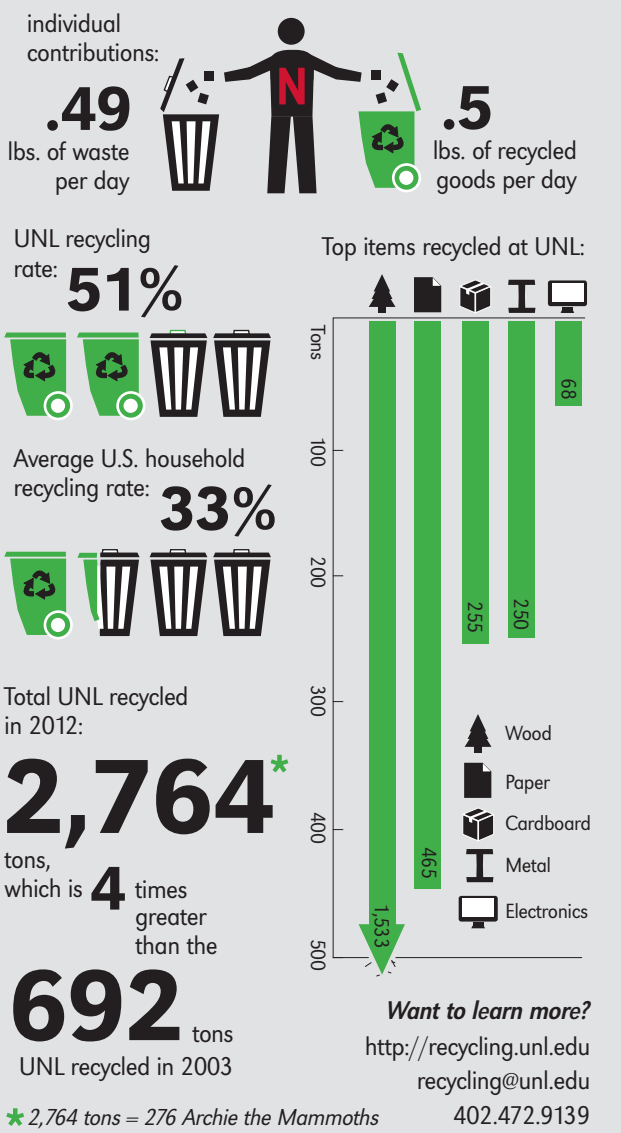 individual
contributions:
.49
lbs. of waste
per day
N
.5
lbs. of recycled
goods per day
UNL recycling
rate: 51%
Average U.S. household
recycling rate: 33%
Total UNL recycled
in 2012:
2,764*
tons,
which is 4 times
greater
than the
692 tons
UNL recycled in 2003
* 2,764 tons = 276 Archie the Mammoths
Top items recycled at UNL:
Tons
100
200
300
400
500
1,533
465
255
250
68
Wood
Paper
Cardboard
Metal
Electronics
Want to learn more?
http://recycling.unl.edu
recycling@unl.edu
402.472.9139